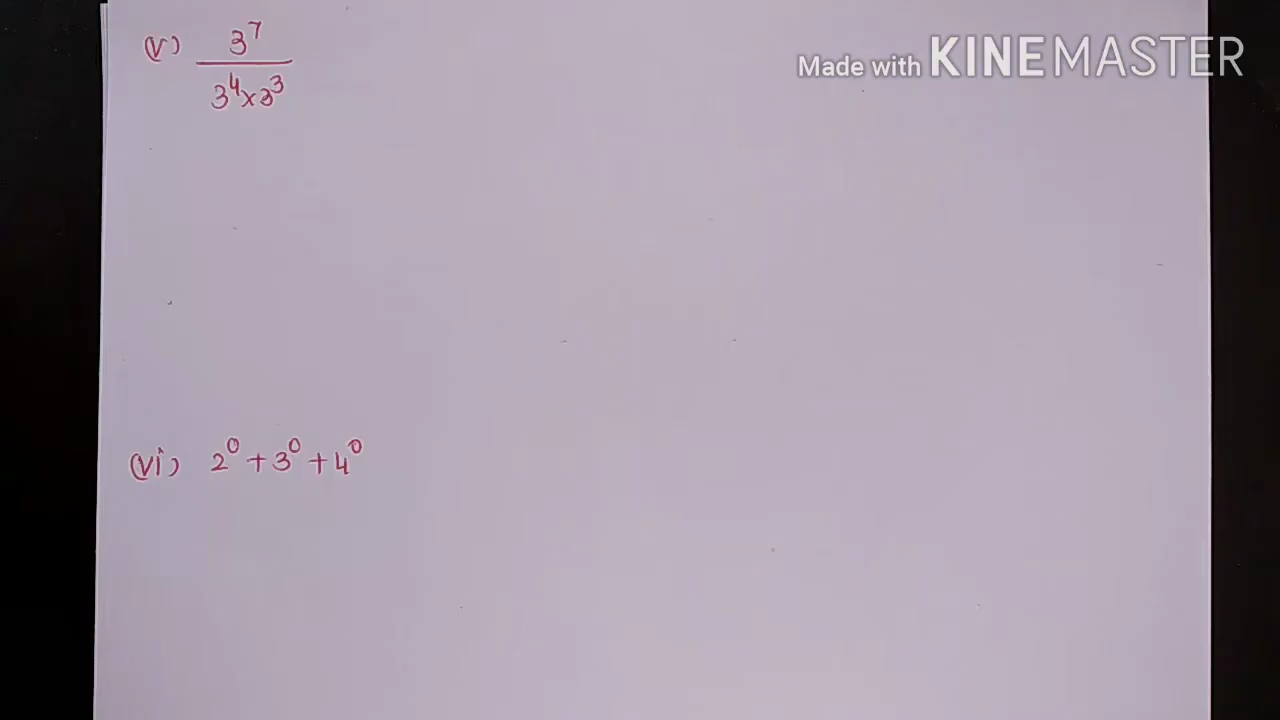 (v) 3⁷ / 3⁴×3³
Made with KINEMASTER
(vi) 2⁰ + 3⁰ + 4⁰